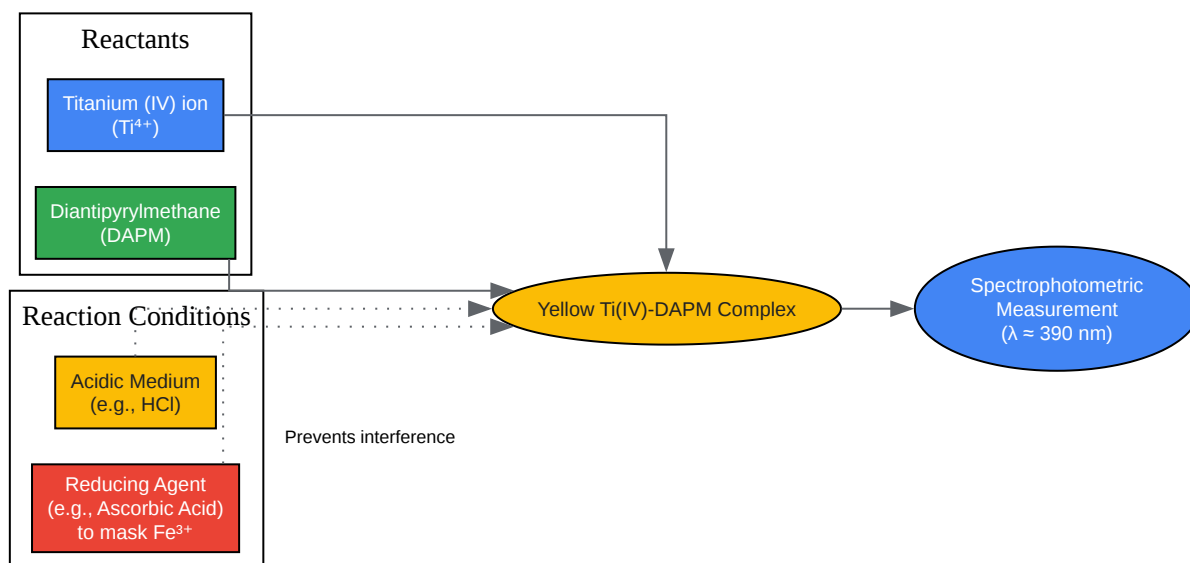 Reactants
Titanium (IV) ion
(Ti⁴⁺)
Diantipyrylmethane
(DAPM)
Reaction Conditions
Acidic Medium
(e.g., HCl)
Reducing Agent
(e.g., Ascorbic Acid)
to mask Fe³⁺
Prevents interference
Yellow Ti(IV)-DAPM Complex
Spectrophotometric
Measurement
(λ ≈ 390 nm)